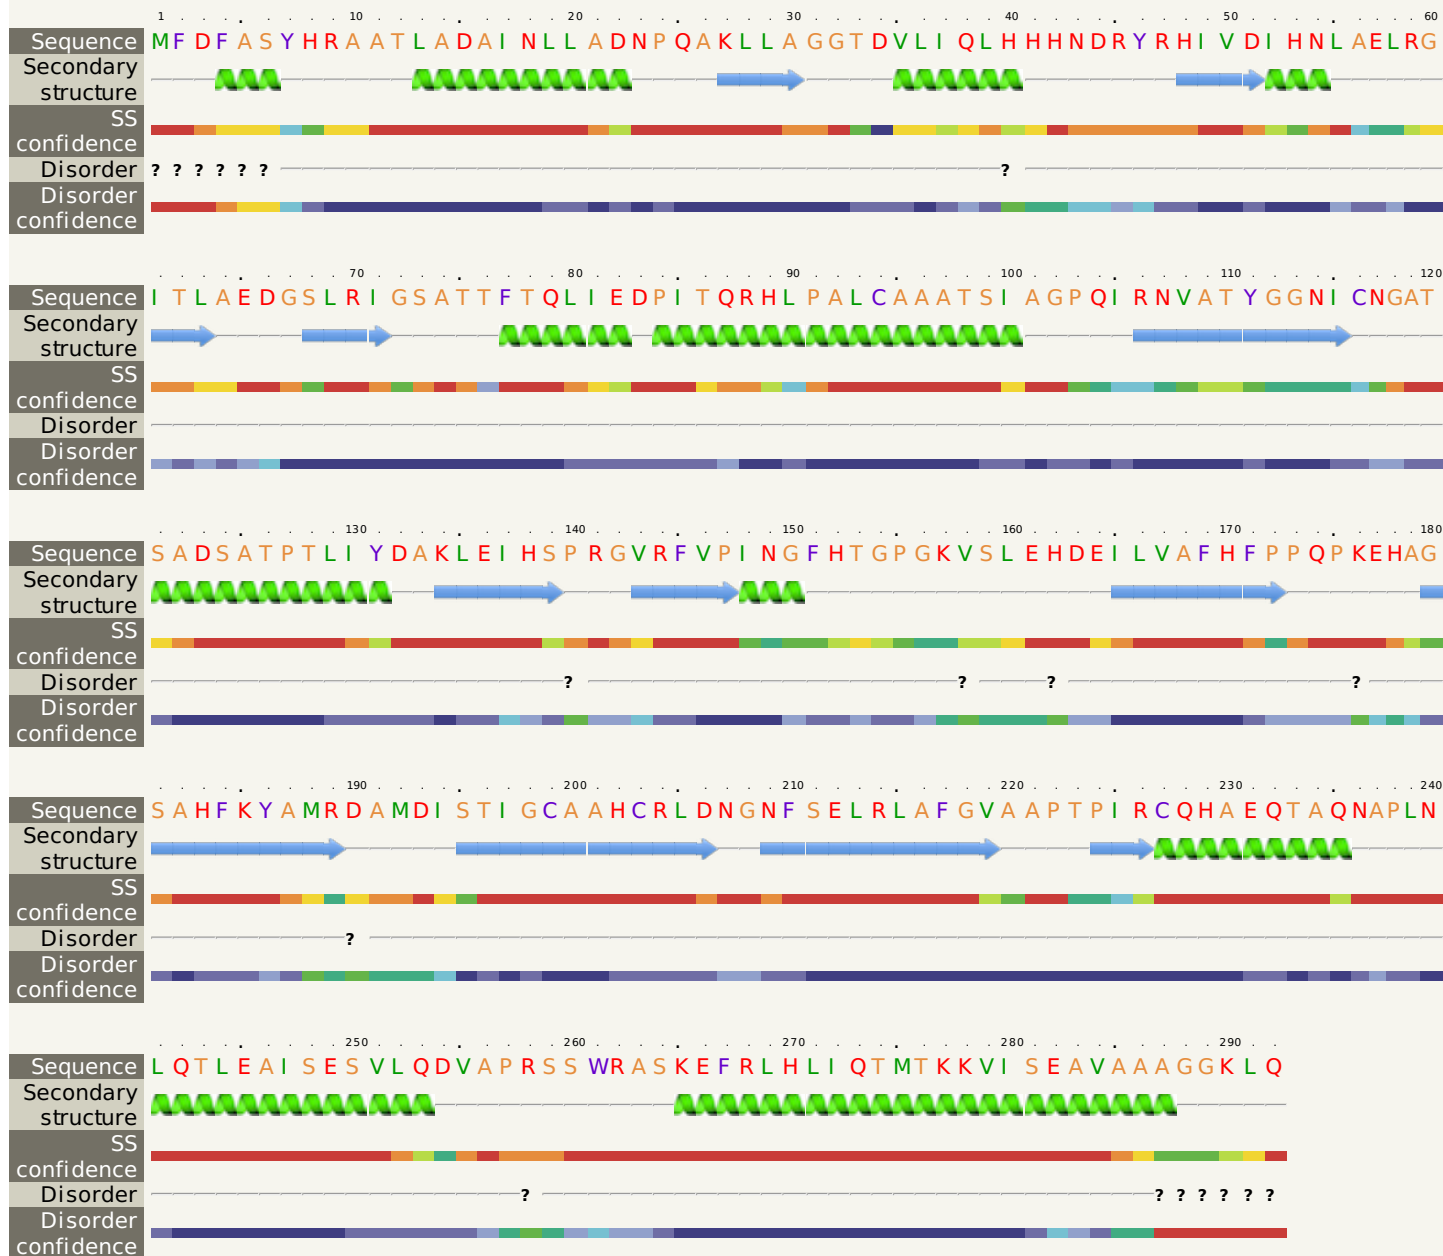 1 10 20 30 40 50 60
Sequence MFDFASYHRAATLADAINLLADNPQAKLLAGGTDVLIQLHHHNDRYRHIVDIHNLAELRG
Secondary
structure
SS
confidence
Disorder ? ? ? ? ? ? ?
Disorder
confidence
70 80 90 100 110 120
Sequence ITLAEDGSLRIGSATTFTQLIEDPITQRHLPALCAAATSIAGPQIRNVATYGGNICNGAT
Secondary
structure
SS
confidence
Disorder
Disorder
confidence
130 140 150 160 170 180
Sequence SADSATPTLIYDAKLEIHSPRGVRFVPINGFHTGPGKVSLEHDEILVAFHFPPQPKEHAG
Secondary
structure
SS
confidence
Disorder ? ? ? ?
Disorder
confidence
190 200 210 220 230 240
Sequence SAHFKYAMRDAMDISTIGCAAHCRLDNGNFSELRLAFGVAAPTPIRCQHAEQTAQNAPLN
Secondary
structure
SS
confidence
Disorder ?
Disorder
confidence
250 260 270 280 290
Sequence LQTLEAISESVLQDVAPRSSWRASKEFRLHLIQTMTKKVISEAVAAAGGKLQ
Secondary
structure
SS
confidence
Disorder ? ? ? ? ? ? ?
Disorder
confidence